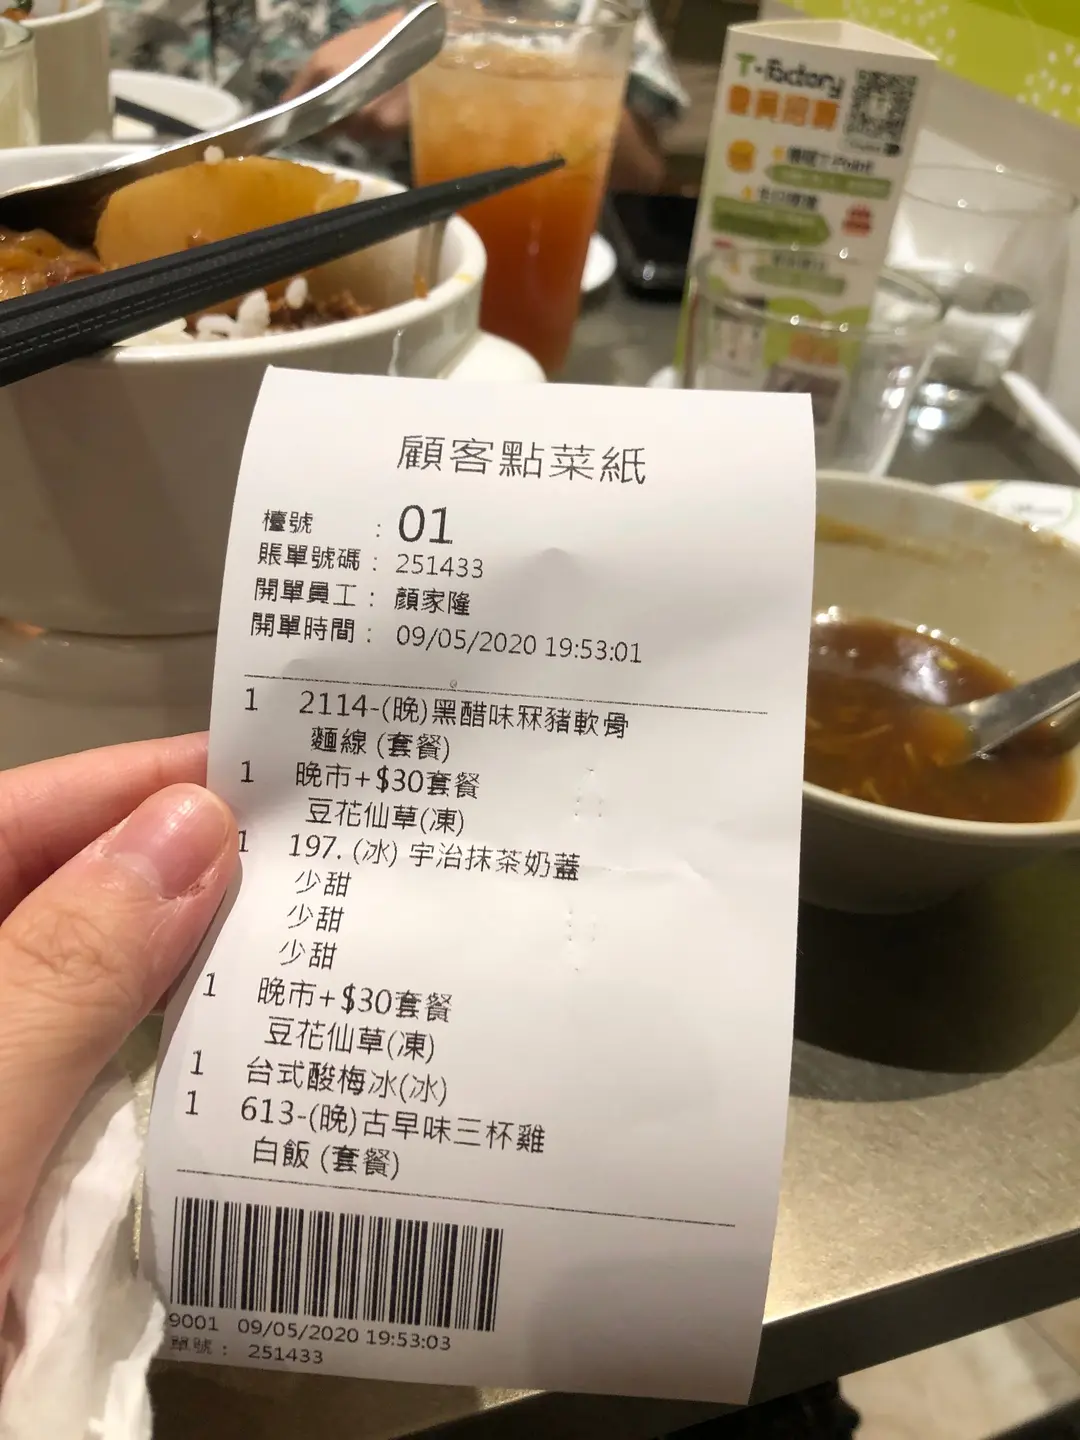 T-Factory
會員招募
顧客點菜紙
檯號 : 01
賬單號碼 : 251433
開單員工 : 顏家隆
開單時間 : 09/05/2020 19:53:01
1 2114-(晚)黑醋味冧豬軟骨
麵線 (套餐)
1 晚市+$30套餐
豆花仙草(凍)
1 197. (冰) 宇治抹茶奶蓋
少甜
少甜
少甜
1 晚市+$30套餐
豆花仙草(凍)
1 台式酸梅冰(冰)
1 613-(晚)古早味三杯雞
白飯 (套餐)
9001 09/05/2020 19:53:03
單號 : 251433